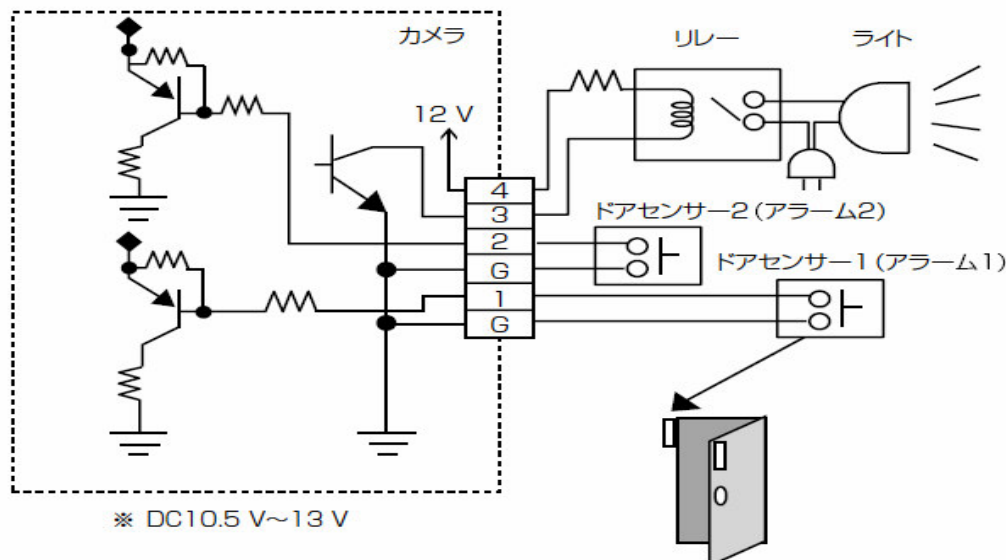 カメラ
リレー
ライト
12 V
4
3
2
G
1
G
ドアセンサー2(アラーム2)
ドアセンサー1(アラーム1)
※ DC10.5 V~13 V